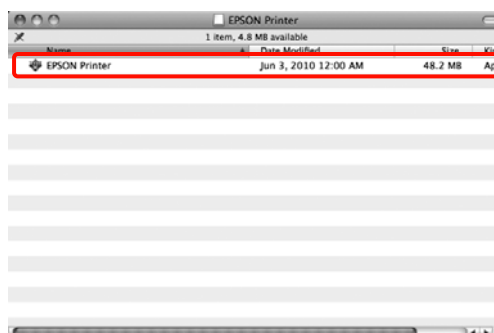 EPSON Printer
1 item, 4.8 MB available
Name Date Modified Size
EPSON Printer Jun 3, 2010 12:00 AM 48.2 MB Ap